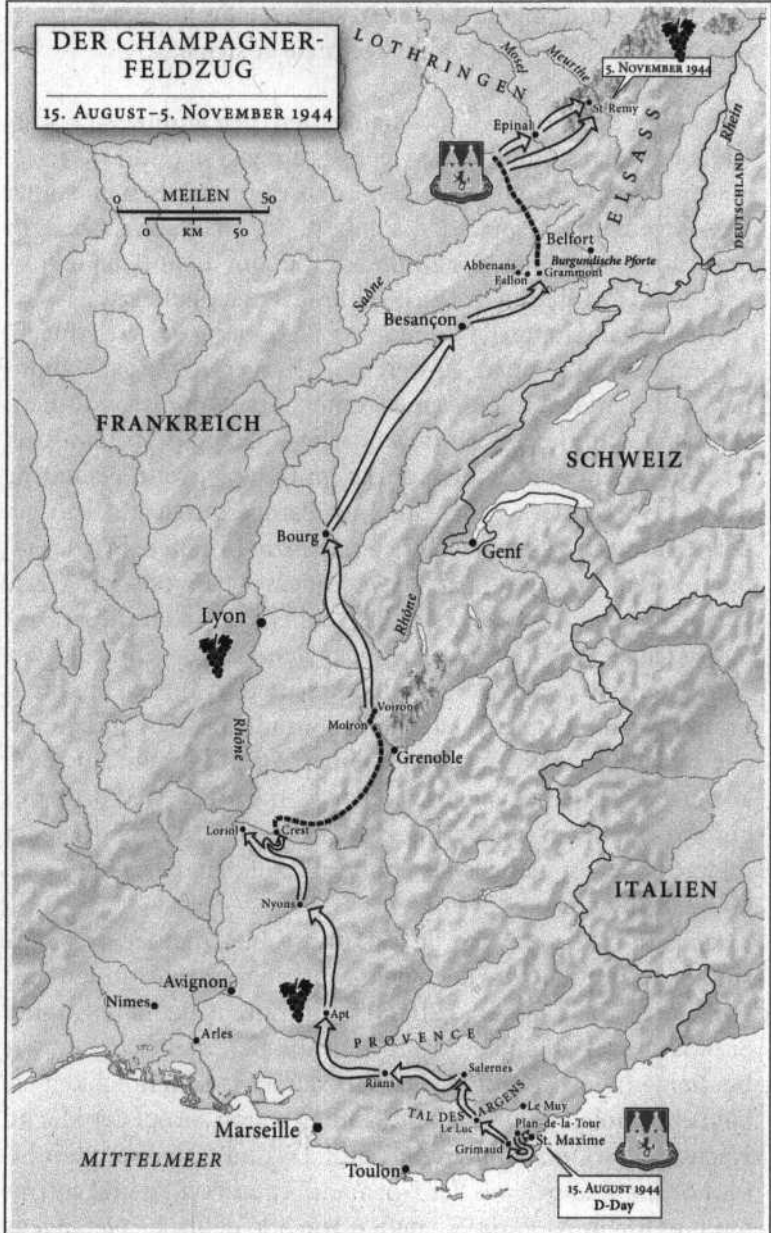 DER CHAMPAGNER-
FELDZUG
15. AUGUST–5. NOVEMBER 1944
LOTHRINGEN
Mosel
Meurthe
5. NOVEMBER 1944
St. Remy
Epinal
ELSASS
Rhein
DEUTSCHLAND
0 MEILEN 50
0 KM 50
Belfort
Burgundische Pforte
Abbenans
Fallon
Grammont
Saône
Besançon
FRANKREICH
SCHWEIZ
Bourg
Genf
Lyon
Rhône
Rhône
Voirons
Moiron
Grenoble
Loriol
Crest
Nyons
ITALIEN
Avignon
Nimes
Apt
Arles
PROVENCE
Rians
Salernes
TAL DES ARGENS
Le Muy
Le Luc
Plan-de-la-Tour
Marseille
St. Maxime
Grimaud
MITTELMEER
Toulon
15. AUGUST 1944
D-Day